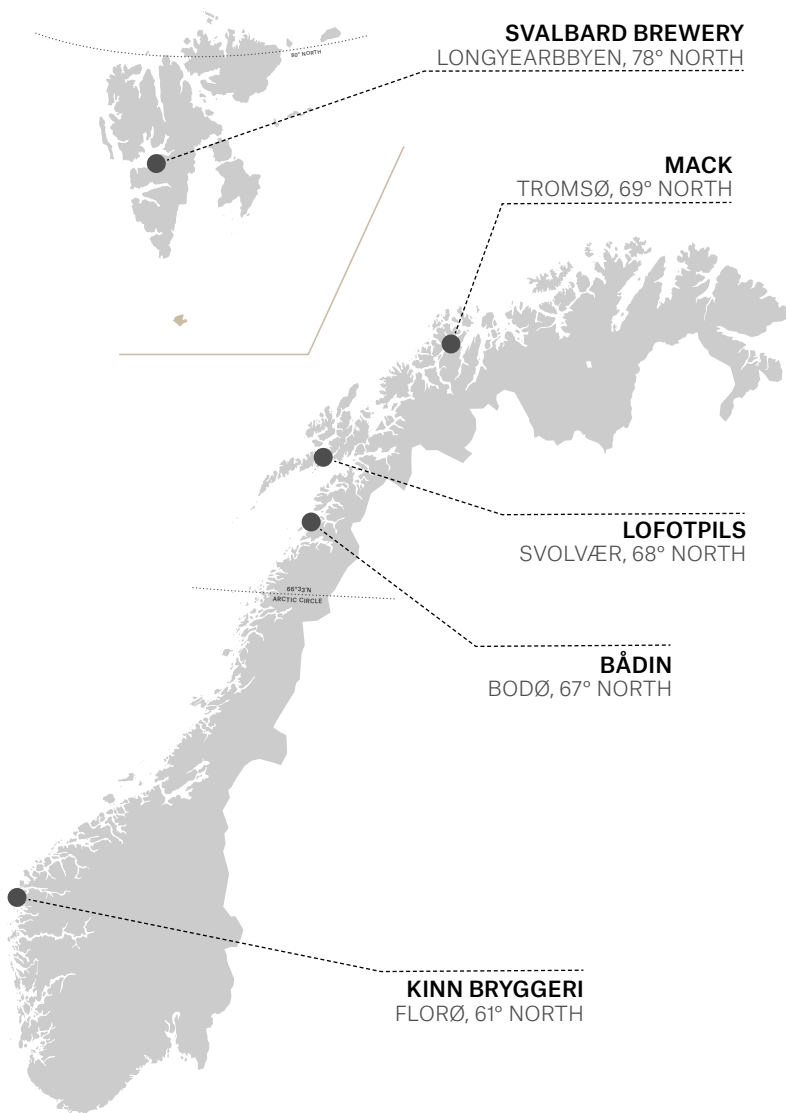 SVALBARD BREWERY
LONGYEARBBYEN, 78° NORTH
80° NORTH
MACK
TROMSØ, 69° NORTH
LOFOTPILS
SVOLVÆR, 68° NORTH
66°33'N
ARCTIC CIRCLE
BÅDIN
BODØ, 67° NORTH
KINN BRYGGERI
FLORØ, 61° NORTH